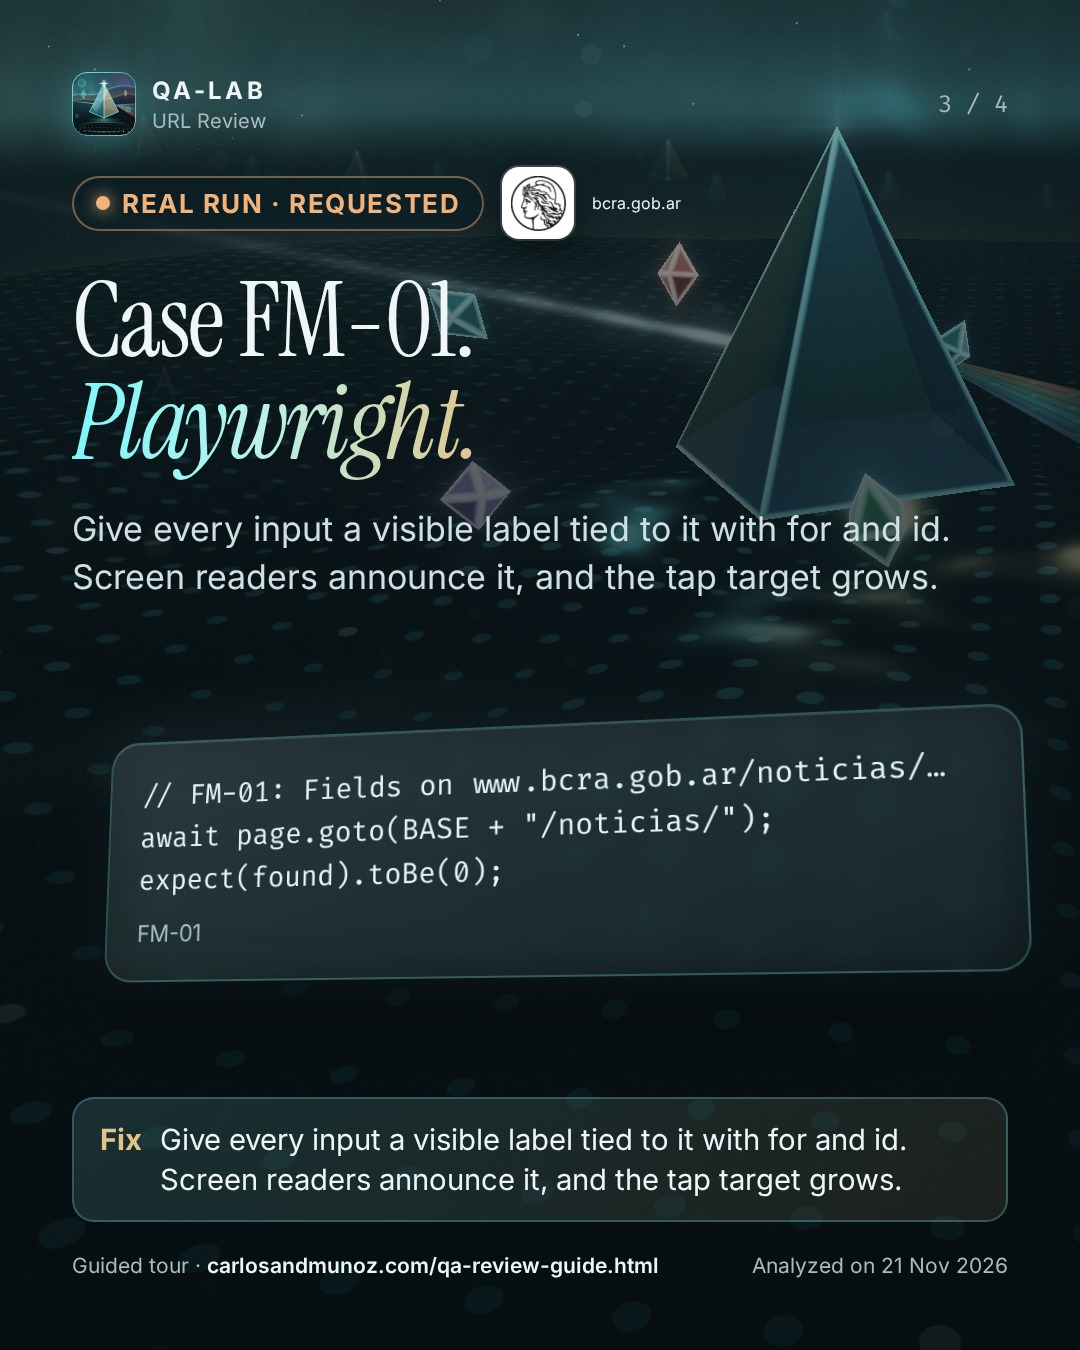 QA-LAB
URL Review
3 / 4
REAL RUN · REQUESTED
bcra.gob.ar
Case FM-01.
Playwright.
Give every input a visible label tied to it with for and id.
Screen readers announce it, and the tap target grows.
// FM-01: Fields on www.bcra.gob.ar/noticias/…
await page.goto(BASE + "/noticias/");
expect(found).toBe(0);
FM-01
Fix Give every input a visible label tied to it with for and id.
Screen readers announce it, and the tap target grows.
Guided tour · carlosandmunoz.com/qa-review-guide.html
Analyzed on 21 Nov 2026